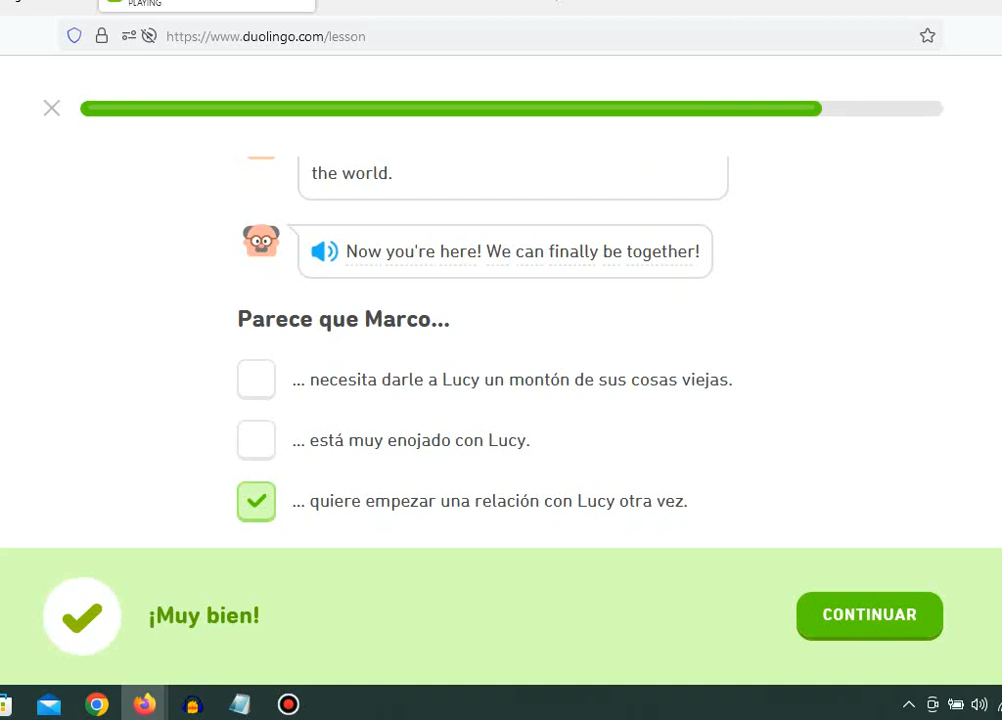 PLAYING
https://www.duolingo.com/lesson
the world.
Now you're here! We can finally be together!
Parece que Marco...
... necesita darle a Lucy un montón de sus cosas viejas.
... está muy enojado con Lucy.
... quiere empezar una relación con Lucy otra vez.
¡Muy bien!
CONTINUAR